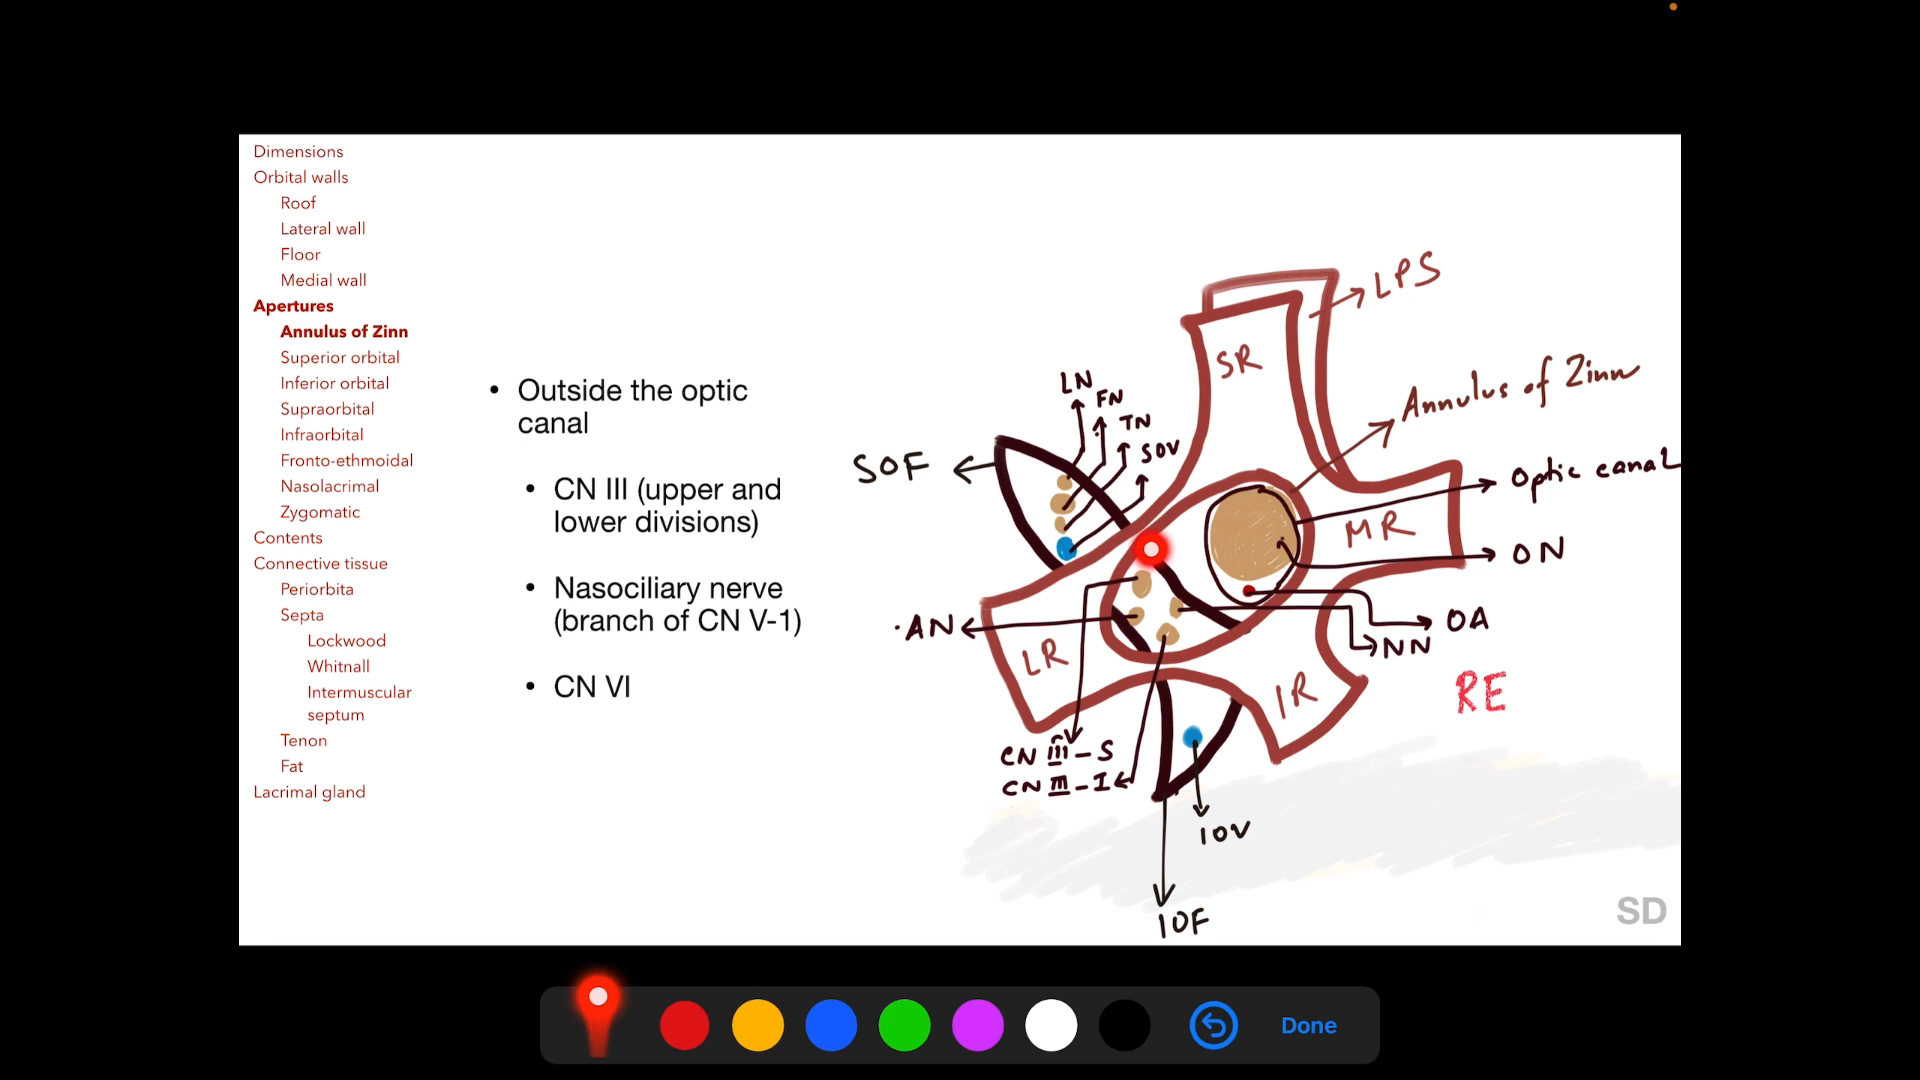 Dimensions
Orbital walls
Roof
Lateral wall
Floor
Medial wall
Apertures
Annulus of Zinn
Superior orbital
Inferior orbital
Supraorbital
Infraorbital
Fronto-ethmoidal
Nasolacrimal
Zygomatic
Contents
Connective tissue
Periorbita
Septa
Lockwood
Whitnall
Intermuscular
septum
Tenon
Fat
Lacrimal gland
• Outside the optic
canal
• CN III (upper and
lower divisions)
• Nasociliary nerve
(branch of CN V-1)
• CN VI
LPS
SR
LN
FN
TN
SOV
SOF
Annulus of Zinn
Optic canal
MR
ON
AN
OA
NN
LR
IR
RE
CN III-S
CN III-I
IOV
IOF
SD
Done